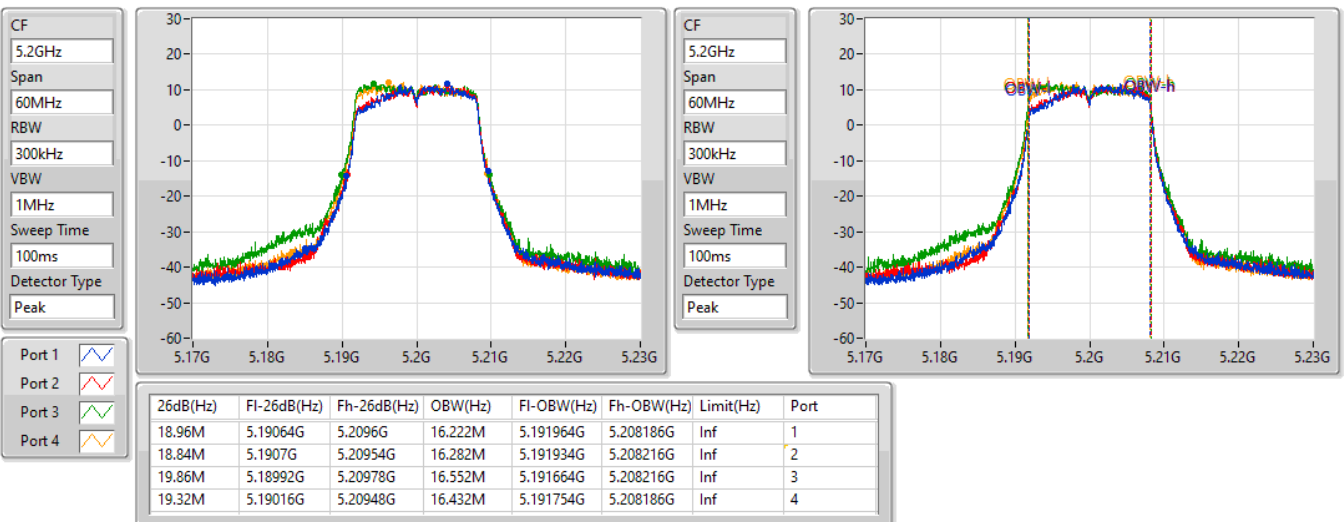 CF
5.2GHz
Span
60MHz
RBW
300kHz
VBW
1MHz
Sweep Time
100ms
Detector Type
Peak
30
20
10
0
-10
-20
-30
-40
-50
-60
5.17G 5.18G 5.19G 5.2G 5.21G 5.22G 5.23G
CF
5.2GHz
Span
60MHz
RBW
300kHz
VBW
1MHz
Sweep Time
100ms
Detector Type
Peak
30
20
10
0
-10
-20
-30
-40
-50
-60
OBW-h
5.17G 5.18G 5.19G 5.2G 5.21G 5.22G 5.23G
Port 1
Port 2
Port 3
Port 4
26dB(Hz) Fl-26dB(Hz) Fh-26dB(Hz) OBW(Hz) Fl-OBW(Hz) Fh-OBW(Hz) Limit(Hz) Port
18.96M 5.19064G 5.2096G 16.222M 5.191964G 5.208186G Inf 1
18.84M 5.1907G 5.20954G 16.282M 5.191934G 5.208216G Inf 2
19.86M 5.18992G 5.20978G 16.552M 5.191664G 5.208216G Inf 3
19.32M 5.19016G 5.20948G 16.432M 5.191754G 5.208186G Inf 4